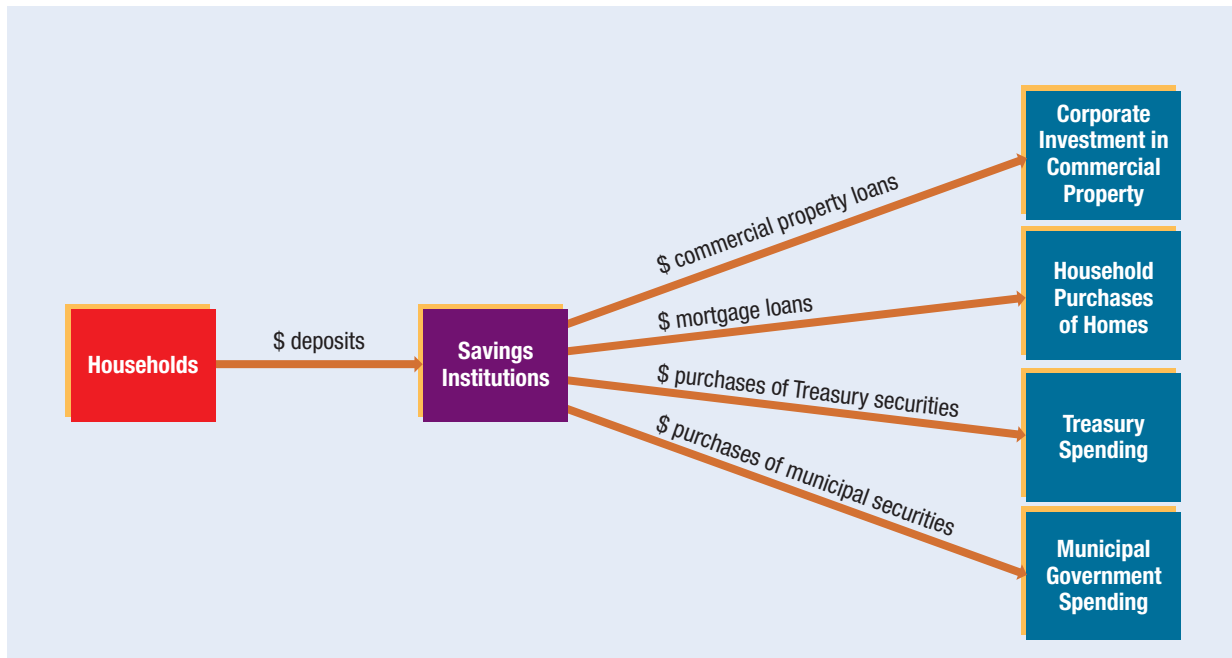 Households
$ deposits
Savings
Institutions
$ commercial property loans
$ mortgage loans
$ purchases of Treasury securities
$ purchases of municipal securities
Corporate
Investment in
Commercial
Property
Household
Purchases
of Homes
Treasury
Spending
Municipal
Government
Spending